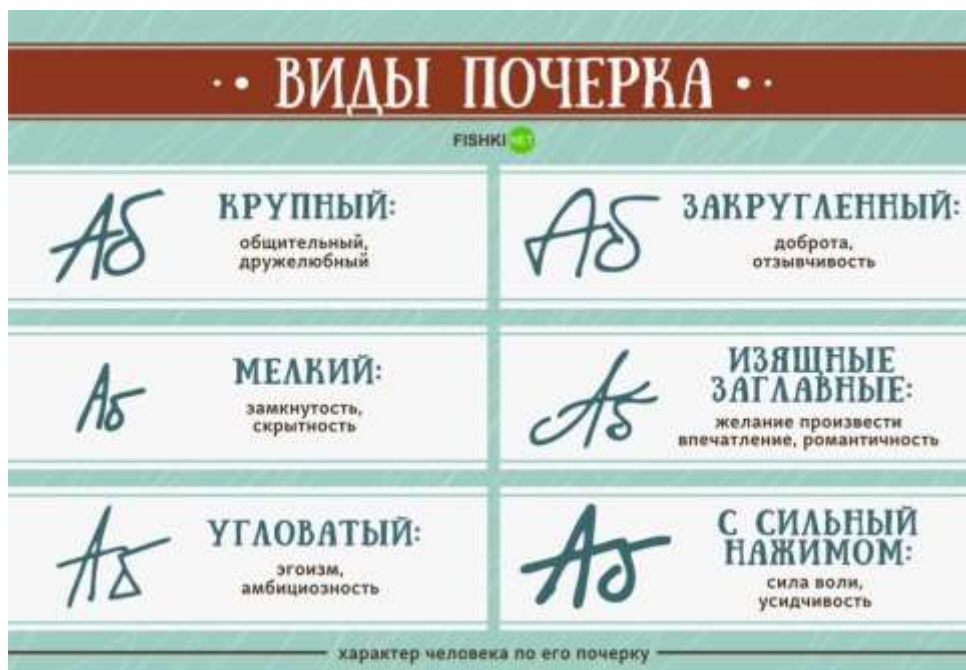 ВИДЫ ПОЧЕРКА
FISHKI NET
Аб
КРУПНЫЙ:
общительный,
дружелюбный
Аб
ЗАКРУГЛЕННЫЙ:
доброта,
отзывчивость
Аб
МЕЛКИЙ:
замкнутость,
скрытность
Аб
ИЗЯЩНЫЕ
ЗАГЛАВНЫЕ:
желание произвести
впечатление, романтичность
Аб
УГЛОВАТЫЙ:
эгоизм,
амбициозность
Аб
С СИЛЬНЫЙ
НАЖИМОМ:
сила воли,
усидчивость
характер человека по его почерку